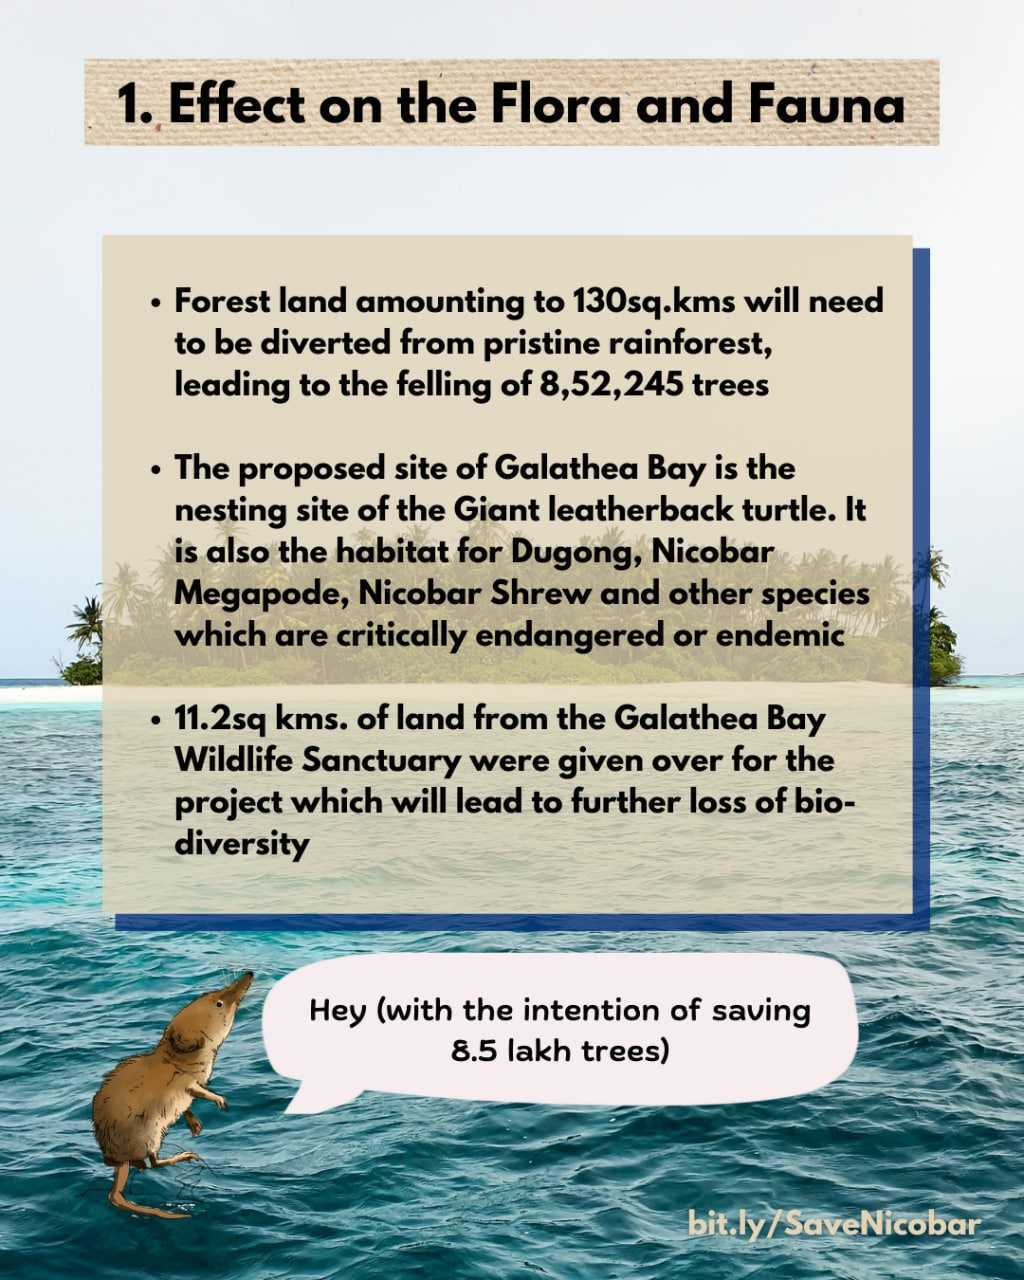 1. Effect on the Flora and Fauna
• Forest land amounting to 130sq.kms will need
to be diverted from pristine rainforest,
leading to the felling of 8,52,245 trees
• The proposed site of Galathea Bay is the
nesting site of the Giant leatherback turtle. It
is also the habitat for Dugong, Nicobar
Megapode, Nicobar Shrew and other species
which are critically endangered or endemic
• 11.2sq kms. of land from the Galathea Bay
Wildlife Sanctuary were given over for the
project which will lead to further loss of bio-
diversity
Hey (with the intention of saving
8.5 lakh trees)
bit.ly/SaveNicobar